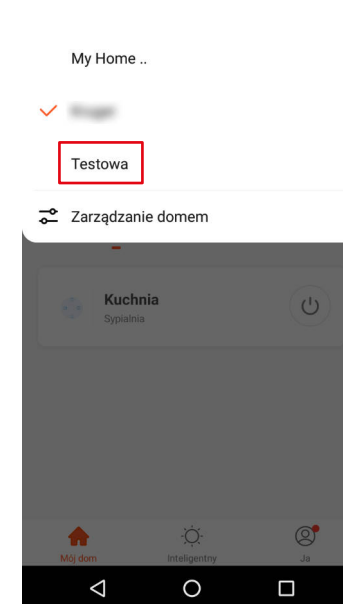 My Home ..
Testowa
Zarządzanie domem
Kuchnia
Sypialnia
Mój dom
Inteligentny
Ja